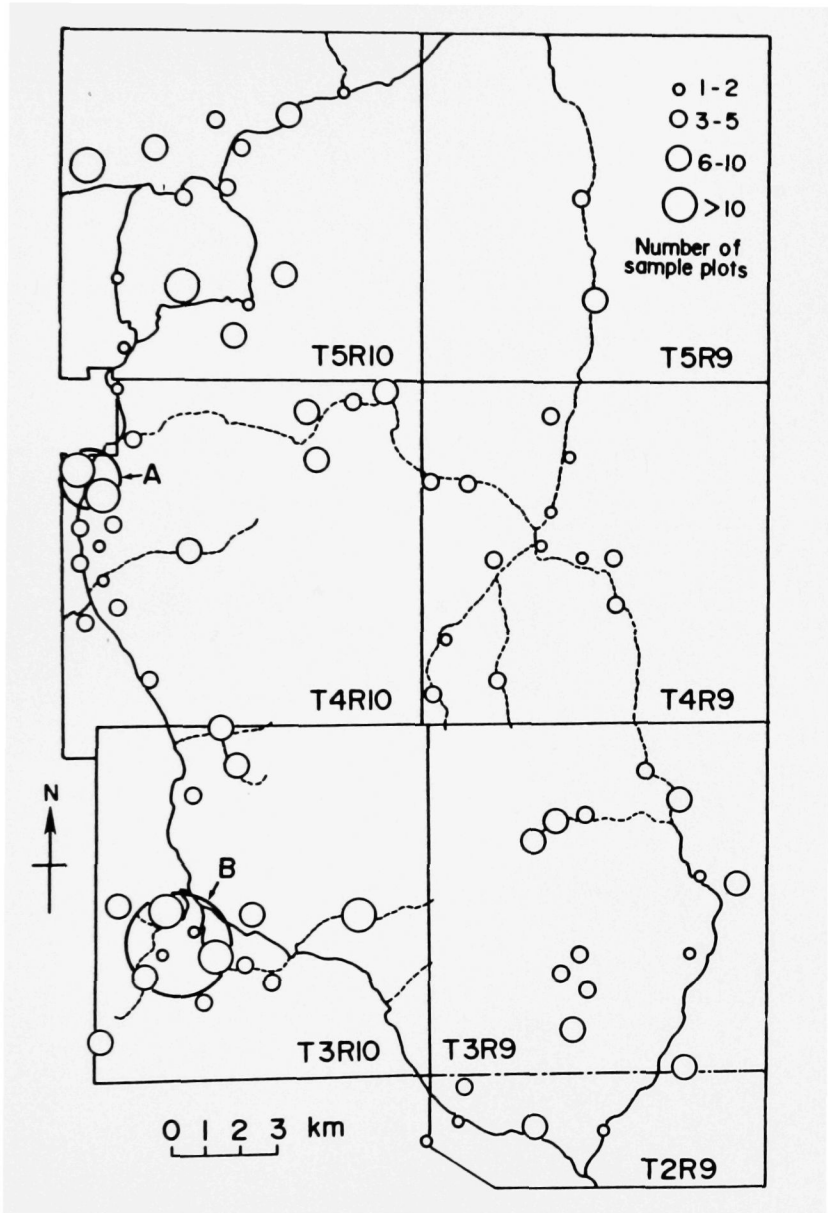 1-2
3-5
6-10
>10
Number of
sample plots
T5R10
T5R9
A
T4R10
T4R9
N
B
T3R10
T3R9
0 1 2 3 km
T2R9